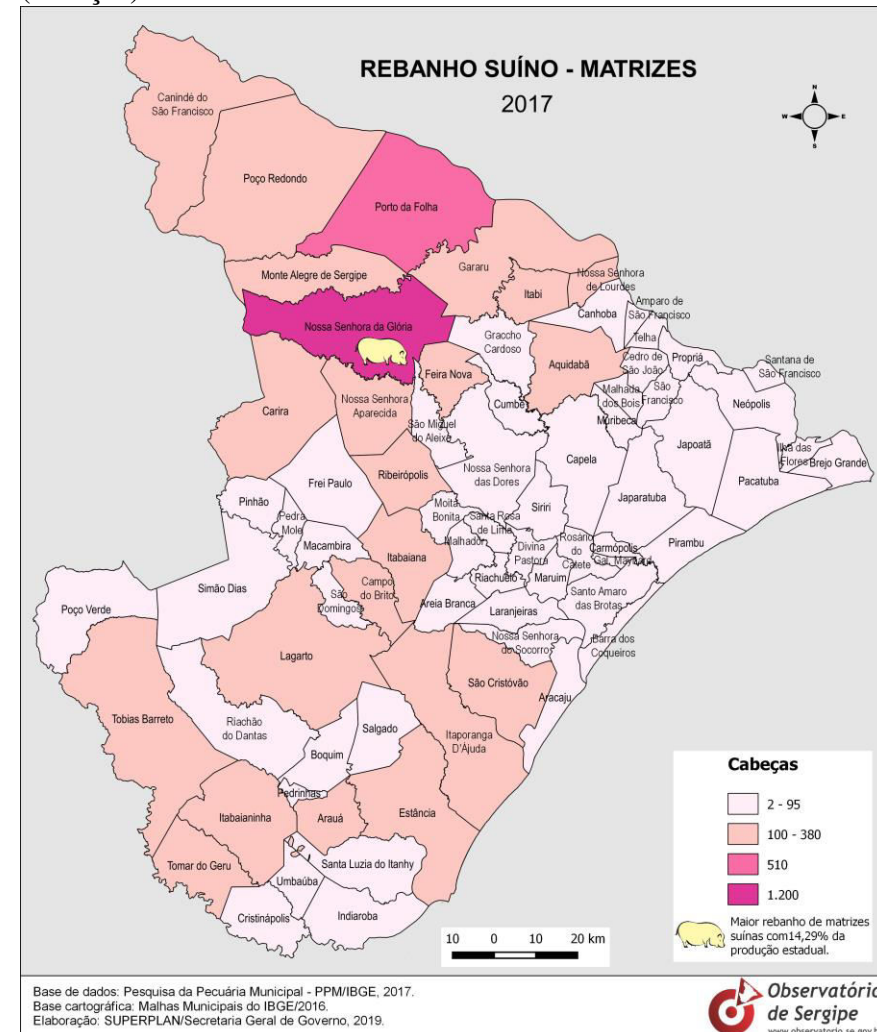 REBANHO SUÍNO - MATRIZES
2017
N
W
E
S
Canindé do
São Francisco
Poço Redondo
Porto da Folha
Monte Alegre de Sergipe
Gararu
Nossa Senhora
de Lourdes
Itabi
Amparo de
São Francisco
Canhoba
Nossa Senhora da Glória
Graccho
Cardoso
Telha
Aquidabã
Cedro de
São João
Propriá
Santana de
São Francisco
Feira Nova
Nossa Senhora
Aparecida
Cumbe
Malhada
dos Bois
São
Francisco
Neópolis
Carira
São Miguel
do Aleixo
Muribeca
Japoatã
Ilha das
Flores
Brejo Grande
Capela
Nossa Senhora
das Dores
Pacatuba
Ribeirópolis
Frei Paulo
Japaratuba
Pinhão
Pedra
Mole
Moita
Bonita
Santa Rosa
de Lima
Siriri
Macambira
Malhador
Divina
Pastora
Rosário
do
Catete
Carmópolis
Gal. Maynard
Pirambu
Itabaiana
Riachuelo
Maruim
Simão Dias
Campo
do Brito
São
Domingos
Areia Branca
Laranjeiras
Santo Amaro
das Brotas
Poço Verde
Nossa Senhora
do Socorro
Barra dos
Coqueiros
Lagarto
São Cristóvão
Aracaju
Tobias Barreto
Riachão
do Dantas
Salgado
Itaporanga
D'Ájuda
Boquim
Pedrinhas
Itabaianinha
Arauá
Estância
Tomar do Geru
Santa Luzia do Itanhy
Umbaúba
Cristinápolis
Indiaroba
Cabeças
2 - 95
100 - 380
510
1.200
Maior rebanho de matrizes
suínas com14,29% da
produção estadual.
10 0 10 20 km
Base de dados: Pesquisa da Pecuária Municipal - PPM/IBGE, 2017.
Base cartográfica: Malhas Municipais do IBGE/2016.
Elaboração: SUPERPLAN/Secretaria Geral de Governo, 2019.
Observatório
de Sergipe